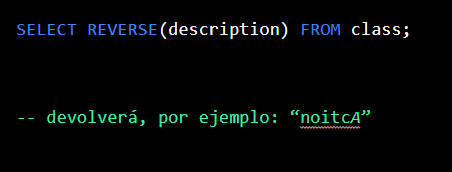 SELECT REVERSE(description) FROM class;
-- devolverá, por ejemplo: “noitcA”